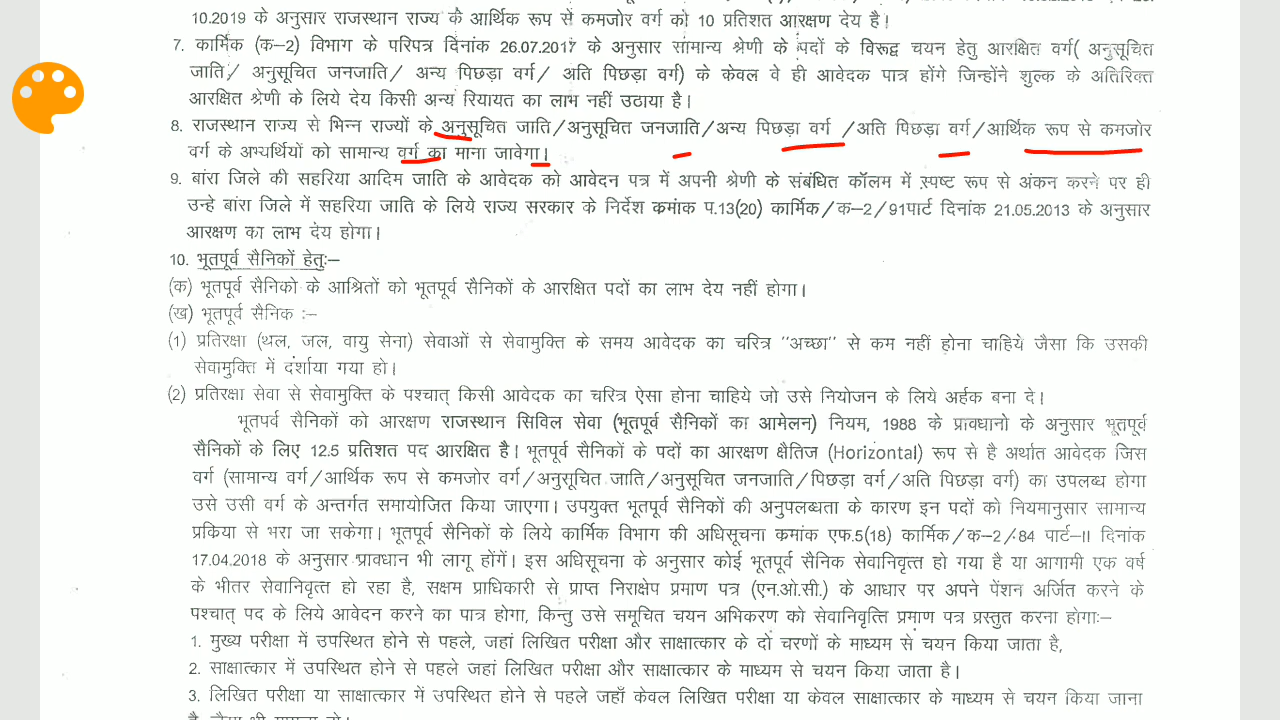 10.2019 के अनुसार राजस्थान राज्य के आर्थिक रूप से कमजोर वर्ग को 10 प्रतिशत आरक्षण देय है।
7. कार्मिक (क-2) विभाग के परिपत्र दिनांक 26.07.2017 के अनुसार सामान्य श्रेणी के पदों के विरूद्व चयन हेतु आरक्षित वर्ग( अनुसूचित
जाति/ अनुसूचित जनजाति/ अन्य पिछड़ा वर्ग/ अति पिछड़ा वर्ग) के केवल वे ही आवेदक पात्र होंगे जिन्होंने शुल्क के अतिरिक्त
आरक्षित श्रेणी के लिये देय किसी अन्य रियायत का लाभ नहीं उठाया है।
8. राजस्थान राज्य से भिन्न राज्यों के अनुसूचित जाति/अनुसूचित जनजाति/अन्य पिछड़ा वर्ग/अति पिछड़ा वर्ग/आर्थिक रूप से कमजोर
वर्ग के अभ्यर्थियों को सामान्य वर्ग का माना जावेगा।
9. बांरा जिले की सहरिया आदिम जाति के आवेदक को आवेदन पत्र में अपनी श्रेणी के संबंधित कॉलम में स्पष्ट रूप से अंकन करने पर ही
उन्हे बांरा जिले में सहरिया जाति के लिये राज्य सरकार के निर्देश कमांक प.13(20) कार्मिक/क-2/91पार्ट दिनांक 21.05.2013 के अनुसार
आरक्षण का लाभ देय होगा।
10. भूतपूर्व सैनिकों हेतुः-
(क) भूतपूर्व सैनिको के आश्रितों को भूतपूर्व सैनिकों के आरक्षित पदों का लाभ देय नहीं होगा।
(ख) भूतपूर्व सैनिक :-
(1) प्रतिरक्षा (थल, जल, वायु सेना) सेवाओं से सेवामुक्ति के समय आवेदक का चरित्र "अच्छा" से कम नहीं होना चाहिये जैसा कि उसकी
सेवामुक्ति में दंर्शाया गया हो।
(2) प्रतिरक्षा सेवा से सेवामुक्ति के पश्चात् किसी आवेदक का चरित्र ऐसा होना चाहिये जो उसे नियोजन के लिये अर्हक बना दे।
भूतपर्व सैनिकों को आरक्षण राजस्थान सिविल सेवा (भूतपूर्व सैनिकों का आमेलन) नियम, 1988 के प्रावधानो के अनुसार भूतपूर्व
सैनिकों के लिए 12.5 प्रतिशत पद आरक्षित है। भूतपूर्व सैनिकों के पदों का आरक्षण क्षैतिज (Horizontal) रूप से है अर्थात आवेदक जिस
वर्ग (सामान्य वर्ग/आर्थिक रूप से कमजोर वर्ग/अनुसूचित जाति/अनुसूचित जनजाति/पिछड़ा वर्ग/अति पिछड़ा वर्ग) का उपलब्ध होगा
उसे उसी वर्ग के अन्तर्गत समायोजित किया जाएगा। उपयुक्त भूतपूर्व सैनिकों की अनुपलब्धता के कारण इन पदों को नियमानुसार सामान्य
प्रकिया से भरा जा सकेगा। भूतपूर्व सैनिकों के लिये कार्मिक विभाग की अधिसूचना कमांक एफ.5(18) कार्मिक/क-2/84 पार्ट-II दिनांक
17.04.2018 के अनुसार प्रावधान भी लागू होंगें। इस अधिसूचना के अनुसार कोई भूतपूर्व सैनिक सेवानिवृत्त हो गया है या आगामी एक वर्ष
के भीतर सेवानिवृत्त हो रहा है, सक्षम प्राधिकारी से प्राप्त निराक्षेप प्रमाण पत्र (एन.ओ.सी.) के आधार पर अपने पेंशन अर्जित करने के
पश्चात् पद के लिये आवेदन करने का पात्र होगा, किन्तु उसे समूचित चयन अभिकरण को सेवानिवृत्ति प्रमाण पत्र प्रस्तुत करना होगाः-
1. मुख्य परीक्षा में उपस्थित होने से पहले, जहां लिखित परीक्षा और साक्षात्कार के दो चरणों के माध्यम से चयन किया जाता है,
2. साक्षात्कार में उपस्थित होने से पहले जहां लिखित परीक्षा और साक्षात्कार के माध्यम से चयन किया जाता है।
3. लिखित परीक्षा या साक्षात्कार में उपस्थित होने से पहले जहाँ केवल लिखित परीक्षा या केवल साक्षात्कार के माध्यम से चयन किया जाना